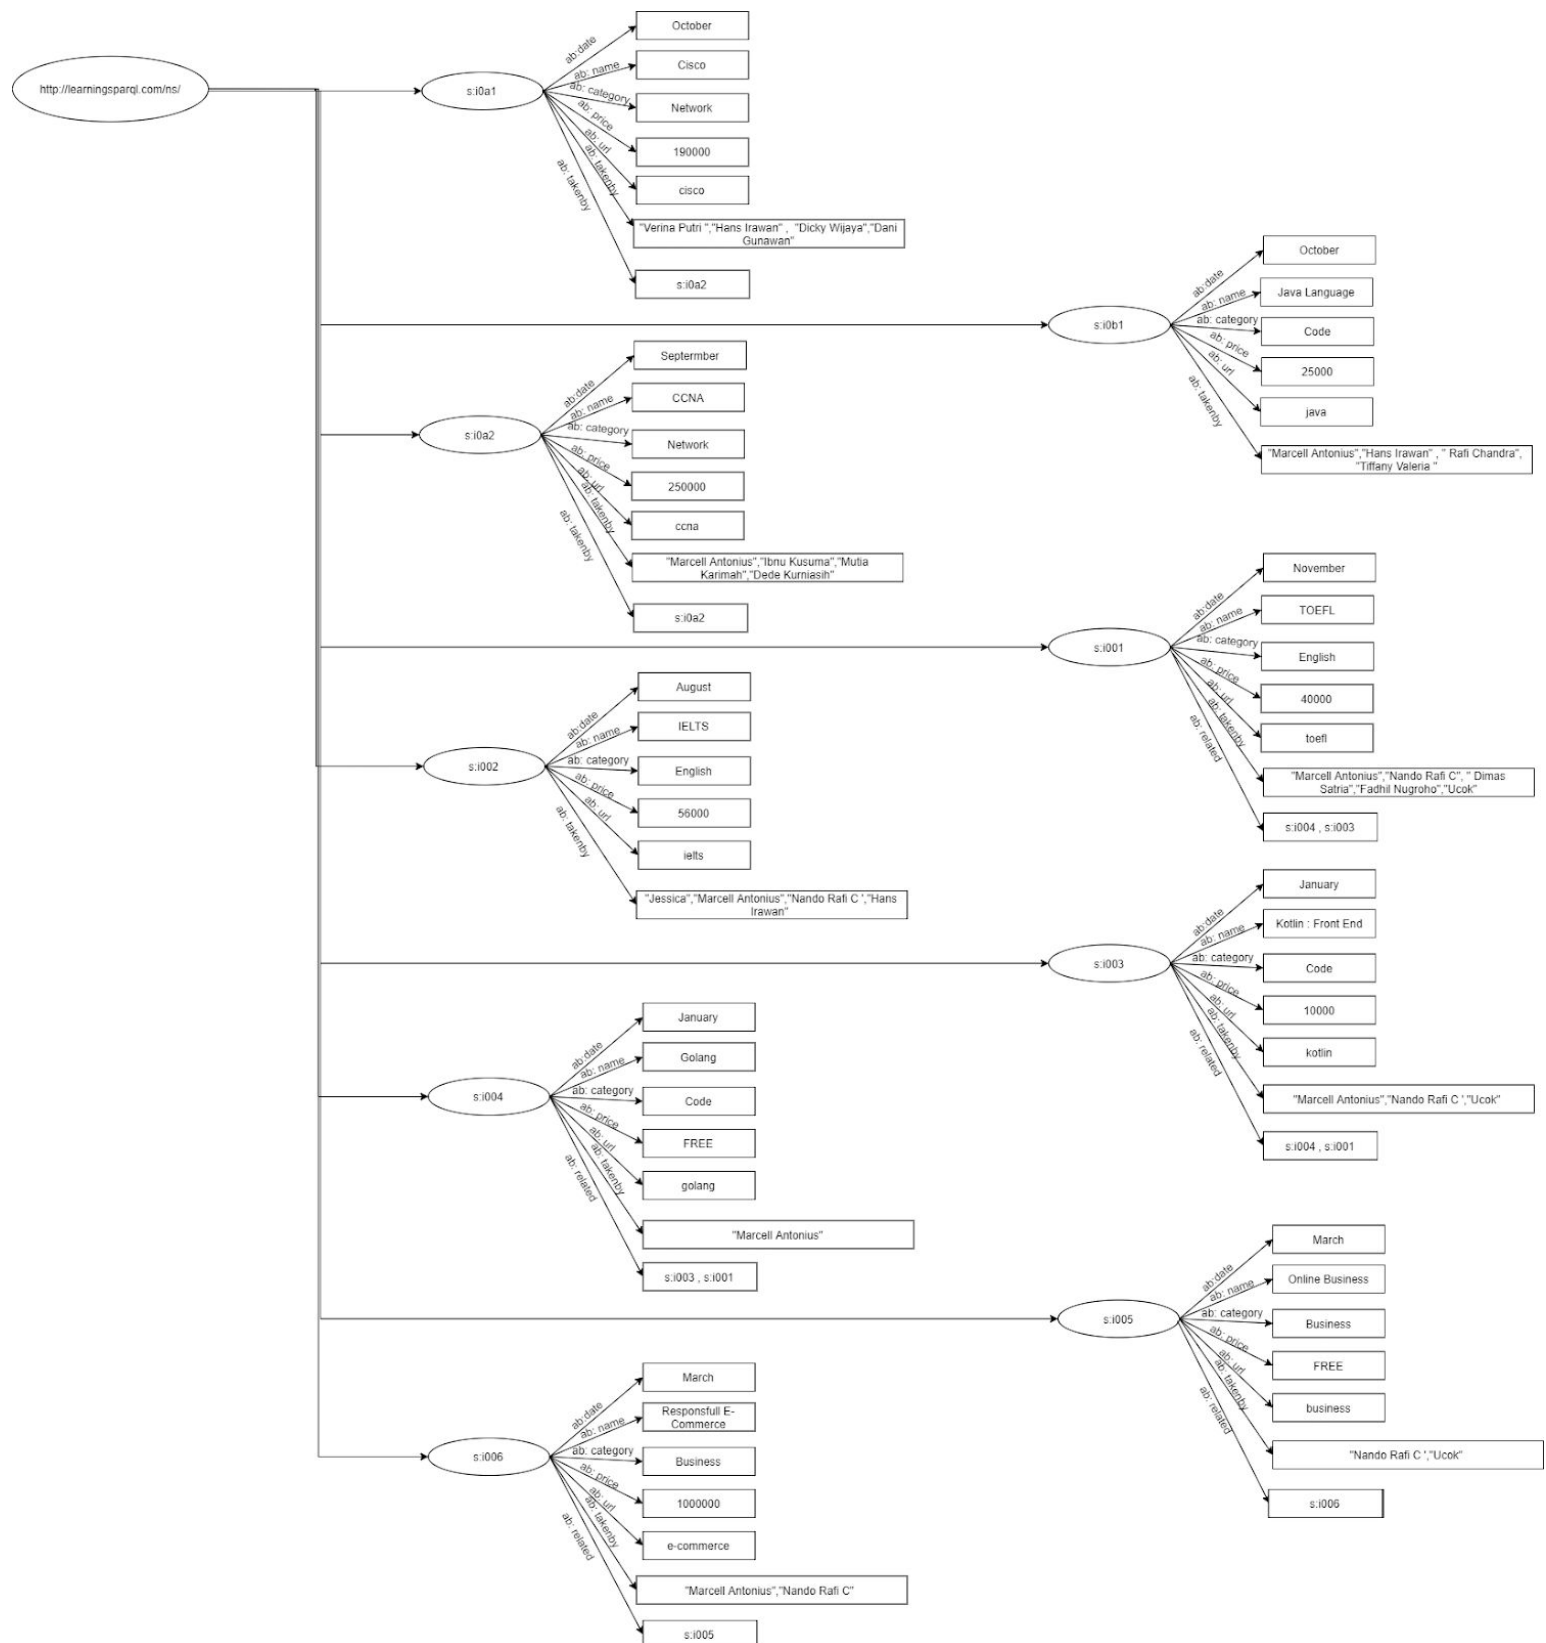 http://learningsparql.com/ns/
s:i0a1
ab:date
October
ab: name
Cisco
ab: category
Network
ab: price
190000
ab: url
cisco
ab: takenby
"Verina Putri ","Hans Irawan" ,  "Dicky Wijaya","Dani
Gunawan"
ab: takenby
s:i0a2
s:i0b1
ab:date
October
ab: name
Java Language
ab: category
Code
ab: price
25000
ab: url
java
ab: takenby
"Marcell Antonius","Hans Irawan" , " Rafi Chandra",
"Tiffany Valeria "
s:i0a2
ab:date
Septermber
ab: name
CCNA
ab: category
Network
ab: price
250000
ab: url
ccna
ab: takenby
"Marcell Antonius","Ibnu Kusuma","Mutia
Karimah","Dede Kurniasih"
ab: takenby
s:i0a2
s:i001
ab:date
November
ab: name
TOEFL
ab: category
English
ab: price
40000
ab: url
toefl
ab: takenby
"Marcell Antonius","Nando Rafi C", " Dimas
Satria","Fadhil Nugroho","Ucok"
ab: related
s:i004 , s:i003
s:i002
ab:date
August
ab: name
IELTS
ab: category
English
ab: price
56000
ab: url
ielts
ab: takenby
"Jessica","Marcell Antonius","Nando Rafi C ',"Hans
Irawan"
s:i003
ab:date
January
ab: name
Kotlin : Front End
ab: category
Code
ab: price
10000
ab: url
kotlin
ab: takenby
"Marcell Antonius","Nando Rafi C ',"Ucok"
ab: related
s:i004 , s:i001
s:i004
ab:date
January
ab: name
Golang
ab: category
Code
ab: price
FREE
ab: url
golang
ab: takenby
"Marcell Antonius"
ab: related
s:i003 , s:i001
s:i005
ab:date
March
ab: name
Online Business
ab: category
Business
ab: price
FREE
ab: url
business
ab: takenby
"Nando Rafi C ',"Ucok"
ab: related
s:i006
s:i006
ab:date
March
ab: name
Responsfull E-
Commerce
ab: category
Business
ab: price
1000000
ab: url
e-commerce
ab: takenby
"Marcell Antonius","Nando Rafi C"
ab: related
s:i005